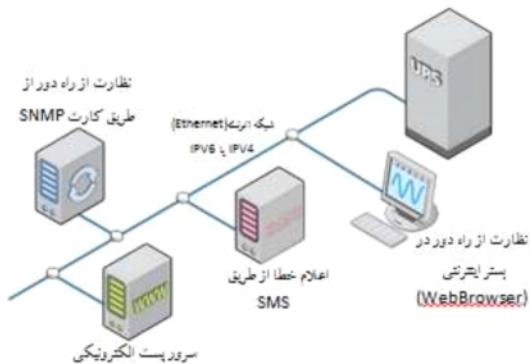 UPS
نظارت از راه دور از
طریق کارت SNMP
شبکه اترنت(Ethernet)
IPV4 یا IPV6
نظارت از راه دور در
بستر اینترنتی
(WebBrowser)
اعلام خطا از طریق
SMS
WWW
سرور پست الکترونیکی